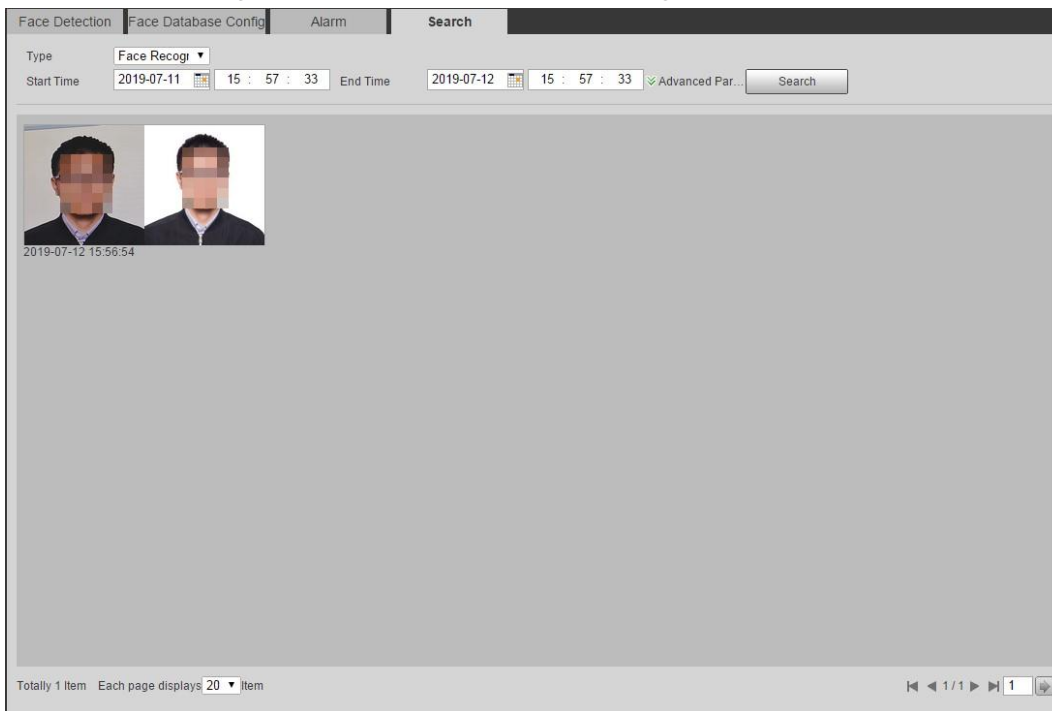 Face Detection Face Database Config Alarm Search
Type Face Recogr
Start Time 2019-07-11 15 : 57 : 33 End Time 2019-07-12 15 : 57 : 33 Advanced Par... Search
2019-07-12 15:56:54
Totally 1 Item Each page displays 20 Item 1 / 1 1